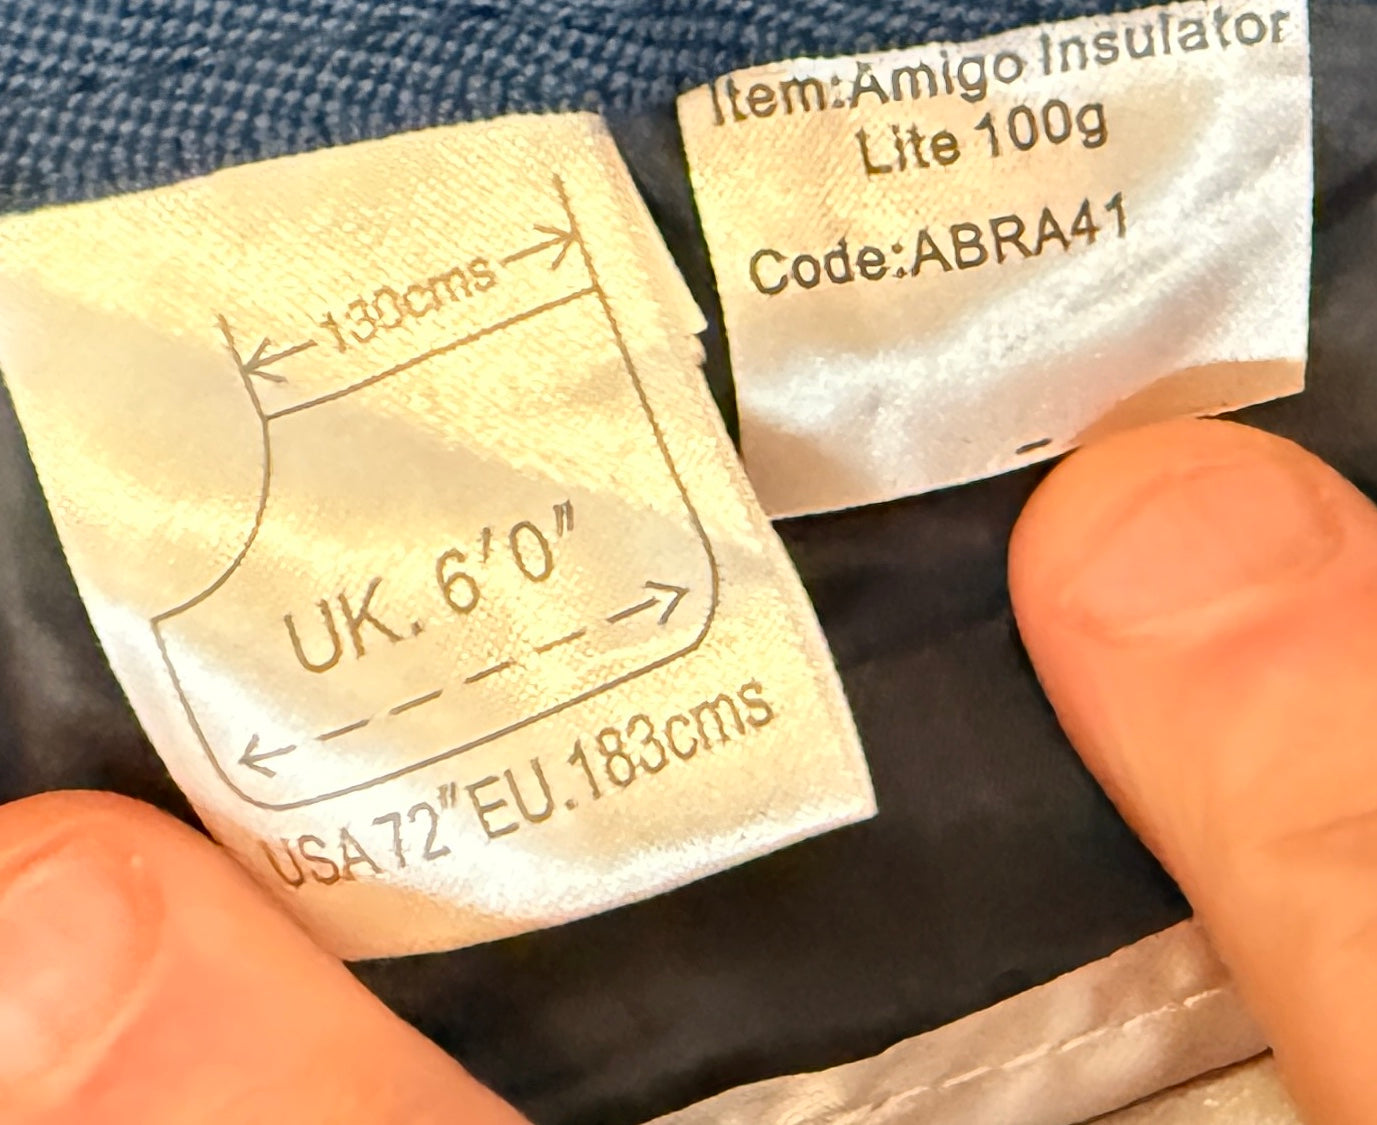 130cms
UK. 6'0"
USA 72" EU.183cms
Item:Amigo Insulator
Lite 100g
Code:ABRA41